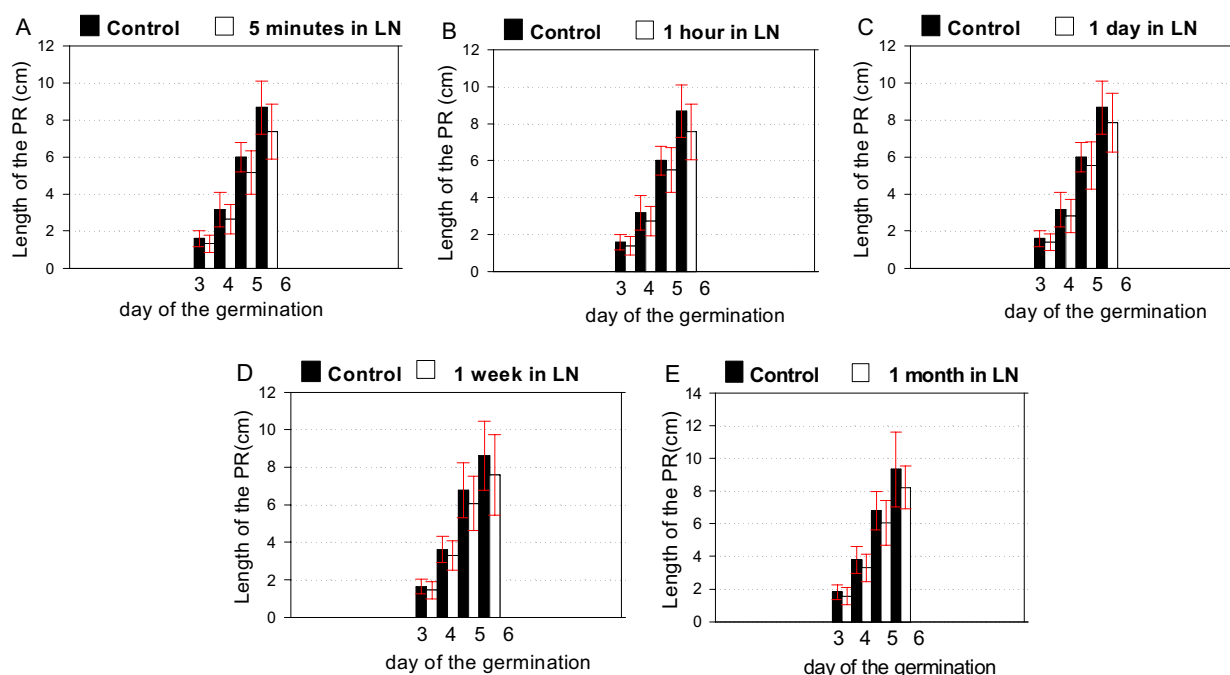 A
Control 5 minutes in LN
Length of the PR (cm)
12
10
8
6
4
2
0
3 4 5 6
day of the germination
B
Control 1 hour in LN
Length of the PR (cm)
12
10
8
6
4
2
0
3 4 5 6
day of the germination
C
Control 1 day in LN
Length of the PR (cm)
12
10
8
6
4
2
0
3 4 5 6
day of the germination
D
Control 1 week in LN
Length of the PR(cm)
12
10
8
6
4
2
0
3 4 5 6
day of the germination
E
Control 1 month in LN
Length of the PR(cm)
14
12
10
8
6
4
2
0
3 4 5 6
day of the germination